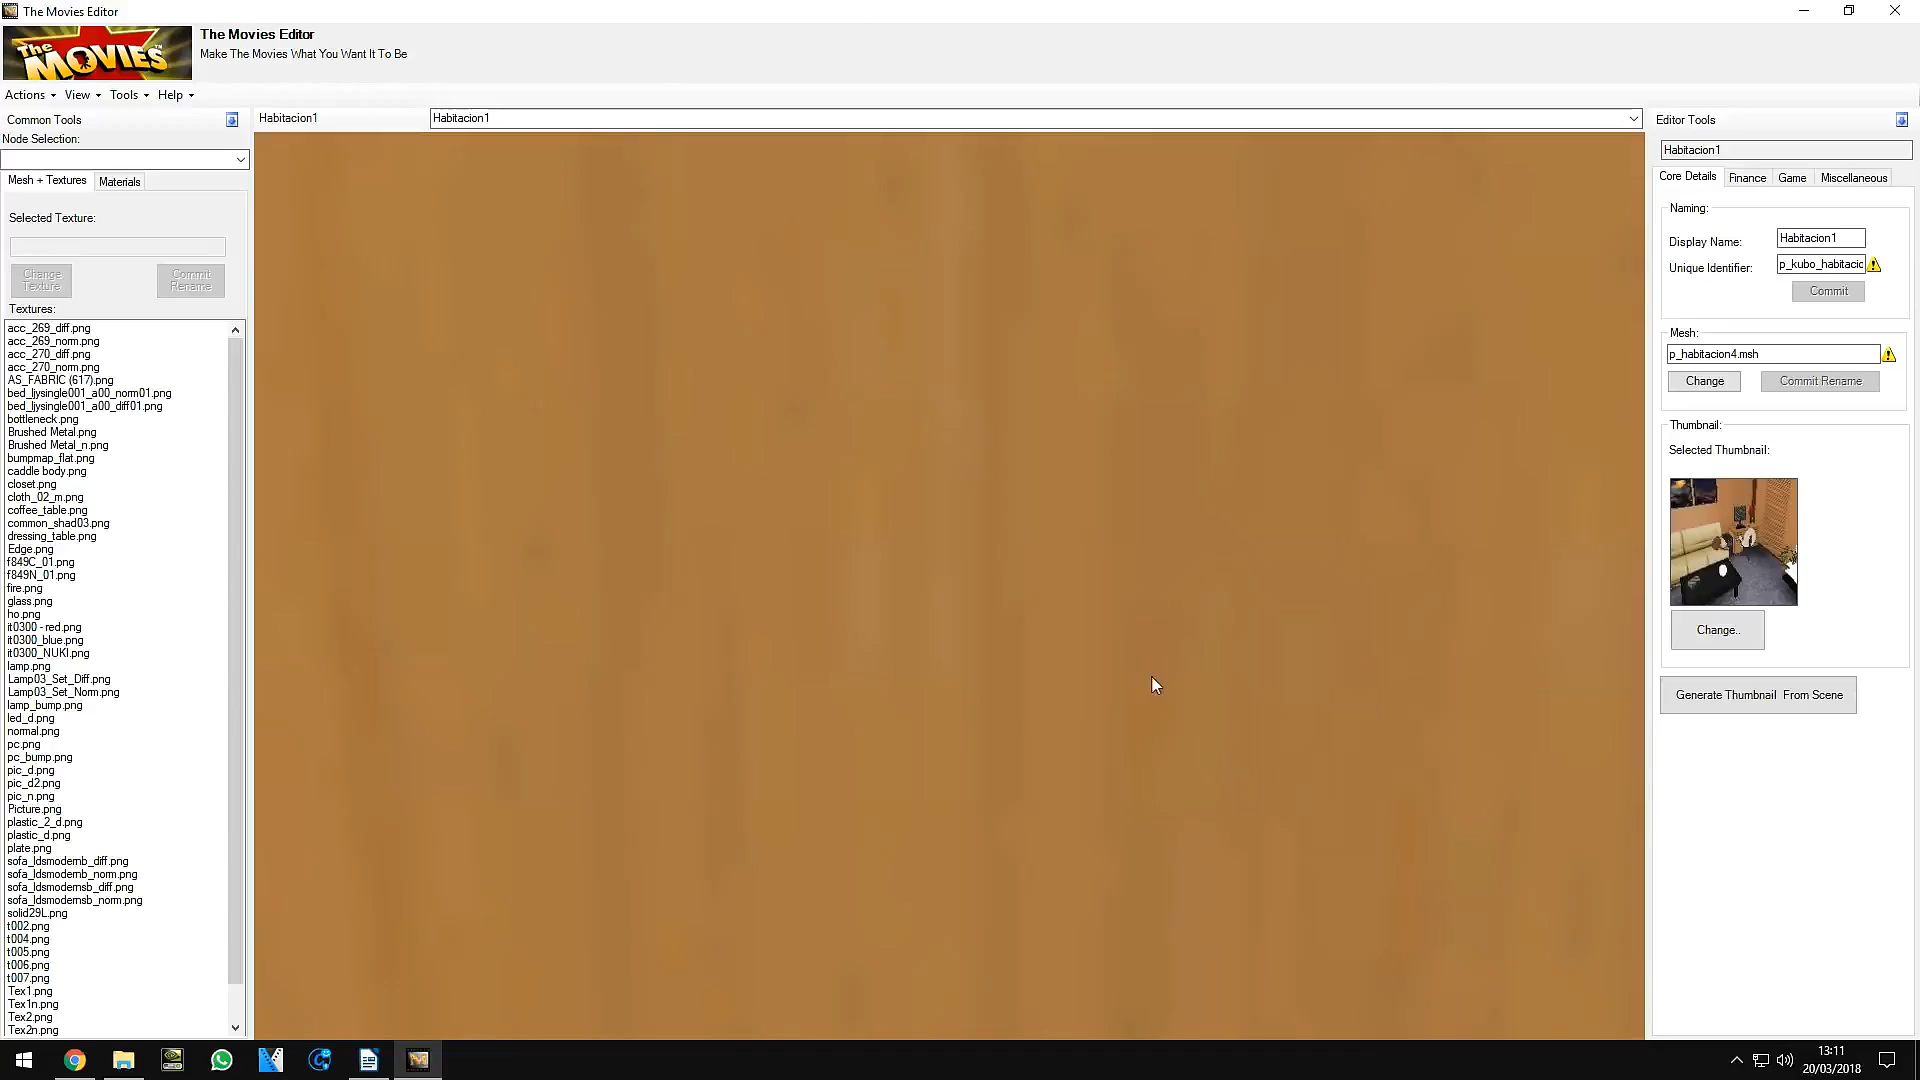 The Movies Editor
THE MOVIES
The Movies Editor
Make The Movies What You Want It To Be
Actions View Tools Help
Common Tools
Node Selection:
Mesh + Textures Materials
Selected Texture:
Change Texture
Commit Rename
Textures:
acc_269_diff.png
acc_269_norm.png
acc_270_diff.png
acc_270_norm.png
AS_FABRIC (617).png
bed_ljysingle001_a00_norm01.png
bed_ljysingle001_a00_diff01.png
bottleneck.png
Brushed Metal.png
Brushed Metal_n.png
bumpmap_flat.png
caddle body.png
closet.png
cloth_02_m.png
coffee_table.png
common_shad03.png
dressing_table.png
Edge.png
f849C_01.png
f849N_01.png
fire.png
glass.png
ho.png
it0300 - red.png
it0300_blue.png
it0300_NUKI.png
lamp.png
Lamp03_Set_Diff.png
Lamp03_Set_Norm.png
lamp_bump.png
led_d.png
normal.png
pc.png
pc_bump.png
pic_d.png
pic_d2.png
pic_n.png
Picture.png
plastic_2_d.png
plastic_d.png
plate.png
sofa_ldsmodernb_diff.png
sofa_ldsmodernb_norm.png
sofa_ldsmodernsb_diff.png
sofa_ldsmodernsb_norm.png
solid29L.png
t002.png
t004.png
t005.png
t006.png
t007.png
Tex1.png
Tex1n.png
Tex2.png
Tex2n.png
Habitacion1
Habitacion1
Editor Tools
Habitacion1
Core Details Finance Game Miscellaneous
Naming:
Display Name: Habitacion1
Unique Identifier: p_kubo_habitacic
Commit
Mesh:
p_habitacion4.msh
Change Commit Rename
Thumbnail:
Selected Thumbnail:
Change..
Generate Thumbnail From Scene
13:11
20/03/2018